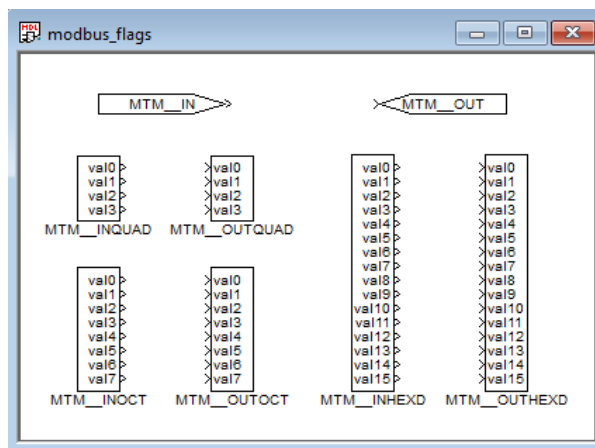 MDL
modbus_flags
MTM__IN
MTM__OUT
val0
val1
val2
val3
MTM__INQUAD
val0
val1
val2
val3
MTM__OUTQUAD
val0
val1
val2
val3
val4
val5
val6
val7
MTM__INOCT
val0
val1
val2
val3
val4
val5
val6
val7
MTM__OUTOCT
val0
val1
val2
val3
val4
val5
val6
val7
val8
val9
val10
val11
val12
val13
val14
val15
MTM__INHEXD
val0
val1
val2
val3
val4
val5
val6
val7
val8
val9
val10
val11
val12
val13
val14
val15
MTM__OUTHEXD